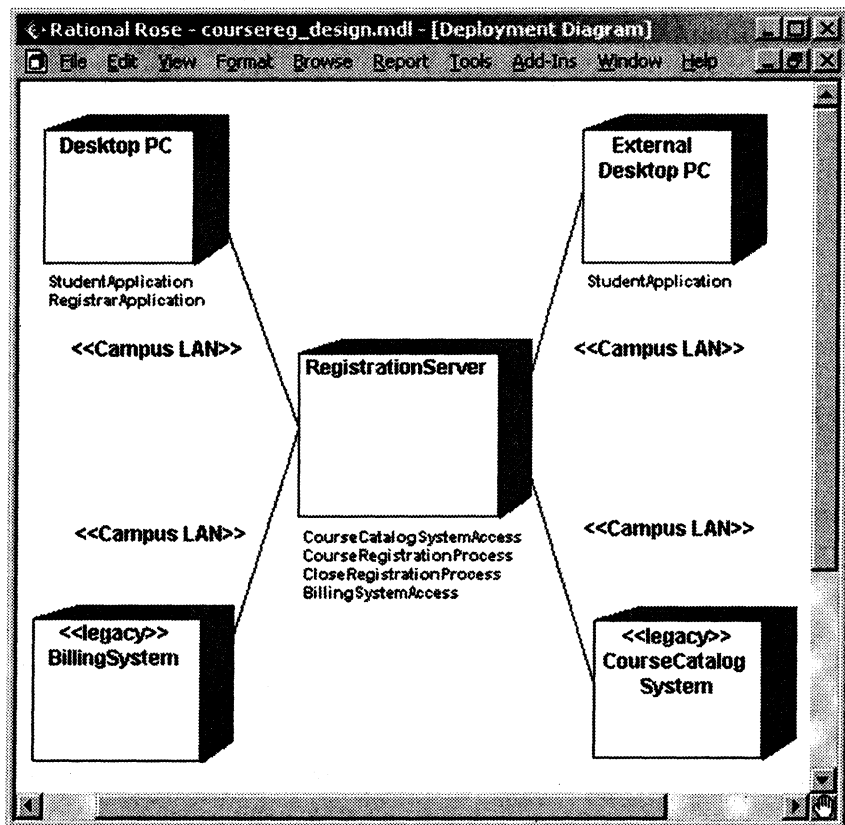 Rational Rose - coursereg_design.mdl - [Deployment Diagram]
File Edit View Format Browse Report Tools Add-Ins Window Help
Desktop PC
StudentApplication
RegistrarApplication
External
Desktop PC
StudentApplication
<<Campus LAN>>
<<Campus LAN>>
RegistrationServer
CourseCatalogSystemAccess
CourseRegistrationProcess
CloseRegistrationProcess
BillingSystemAccess
<<Campus LAN>>
<<Campus LAN>>
<<legacy>>
BillingSystem
<<legacy>>
CourseCatalog
System